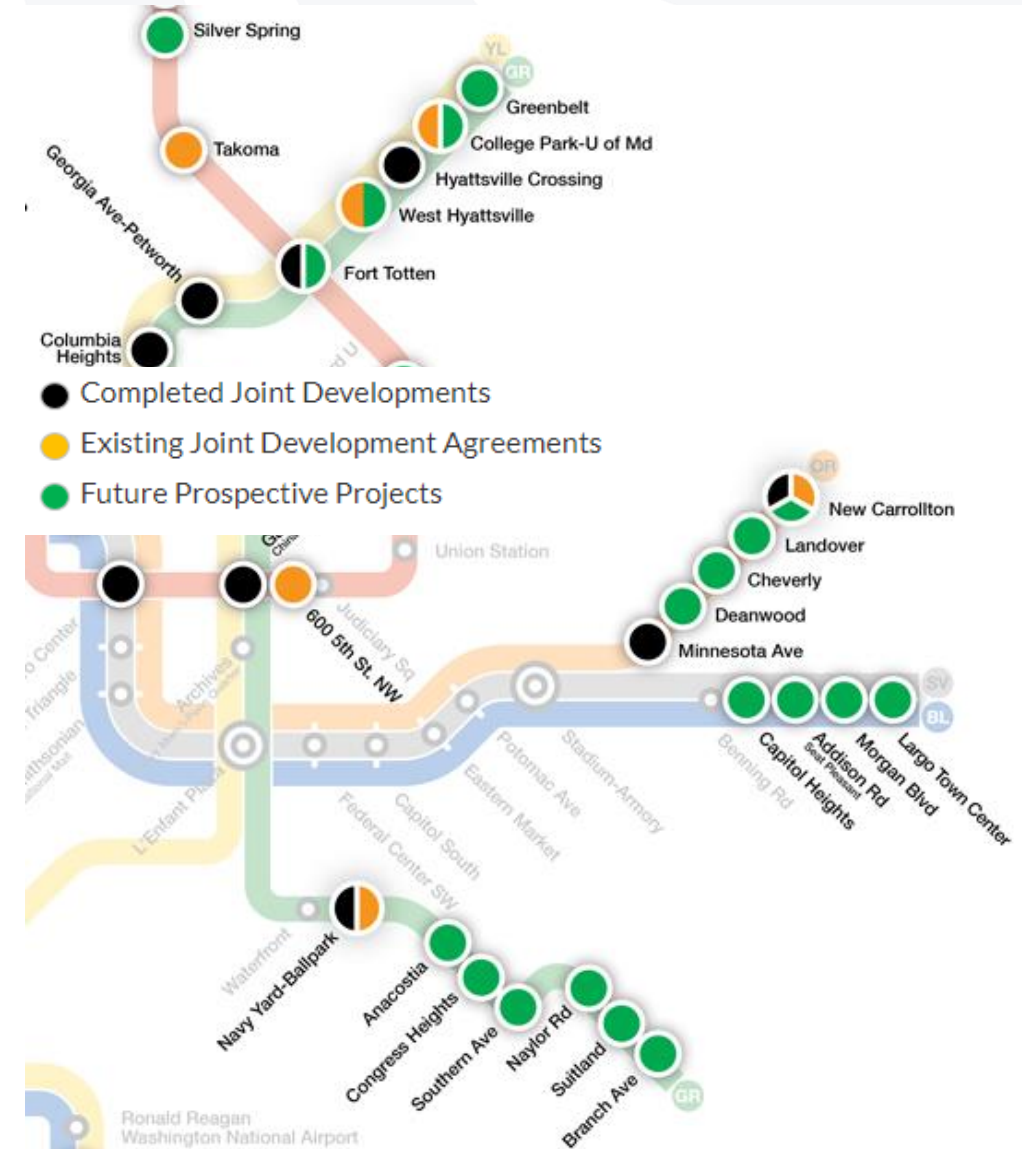 Silver Spring
YL
GR
Greenbelt
College Park-U of Md
Takoma
Georgia Ave-Petworth
Hyattsville Crossing
West Hyattsville
Fort Totten
Columbia
Heights
rd U
Completed Joint Developments
Existing Joint Development Agreements
Future Prospective Projects
OR
New Carrollton
Landover
Cheverly
Deanwood
Minnesota Ave
Union Station
Judiciary Sq
600 5th St. NW
o Center
Triangle
Archives
ithsonian
L'Enfant Plaza
SV
BL
Benning Rd
Capitol Heights
Addison Rd
Seat Pleasant
Morgan Blvd
Largo Town Center
Stadium-Armory
Potomac Ave
Eastern Market
Capitol South
Federal Center SW
Waterfront
Navy Yard-Ballpark
Anacostia
Congress Heights
Southern Ave
Naylor Rd
Suitland
Branch Ave
GR
Ronald Reagan
Washington National Airport